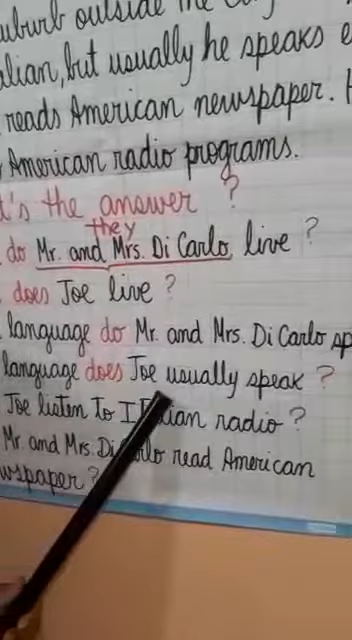 suburb outside the
alian, but usually he speaks e
reads American newspaper. H
American radio programs.
t's the answer ?
they
do Mr. and Mrs. Di Carlo live ?
does Joe live ?
language do Mr. and Mrs. Di Carlo sp
language does Joe usually speak ?
Joe listen to Italian radio ?
Mr. and Mrs. Di Carlo read American
wspaper ?